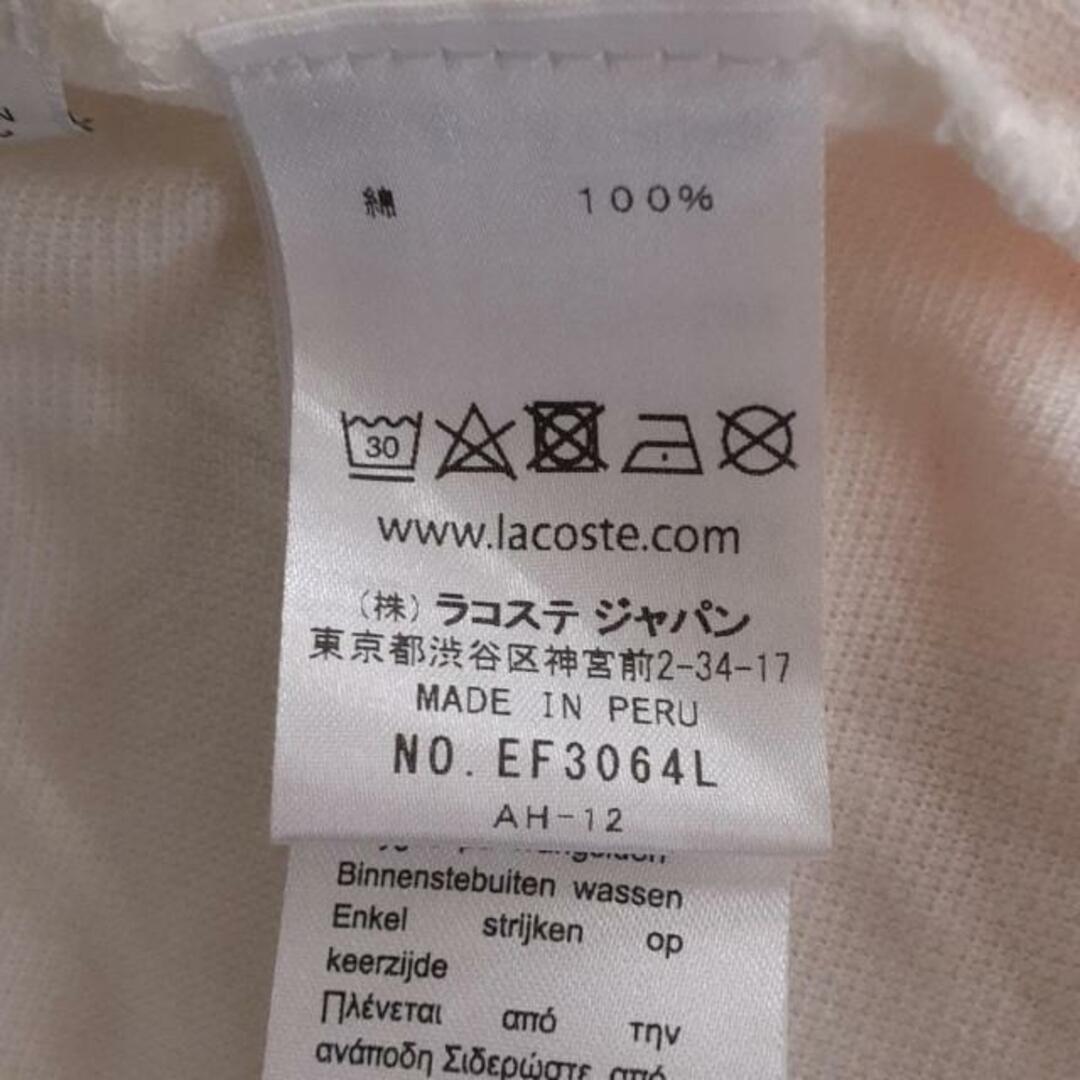 綿 100%
30
www.lacoste.com
(株) ラコステ ジャパン
東京都渋谷区神宮前2-34-17
MADE IN PERU
NO. EF3064L
AH-12
Binnenstebuiten wassen
Enkel strijken op
keerzijde
Πλένεται από την
ανάποδη Σιδερώστε από